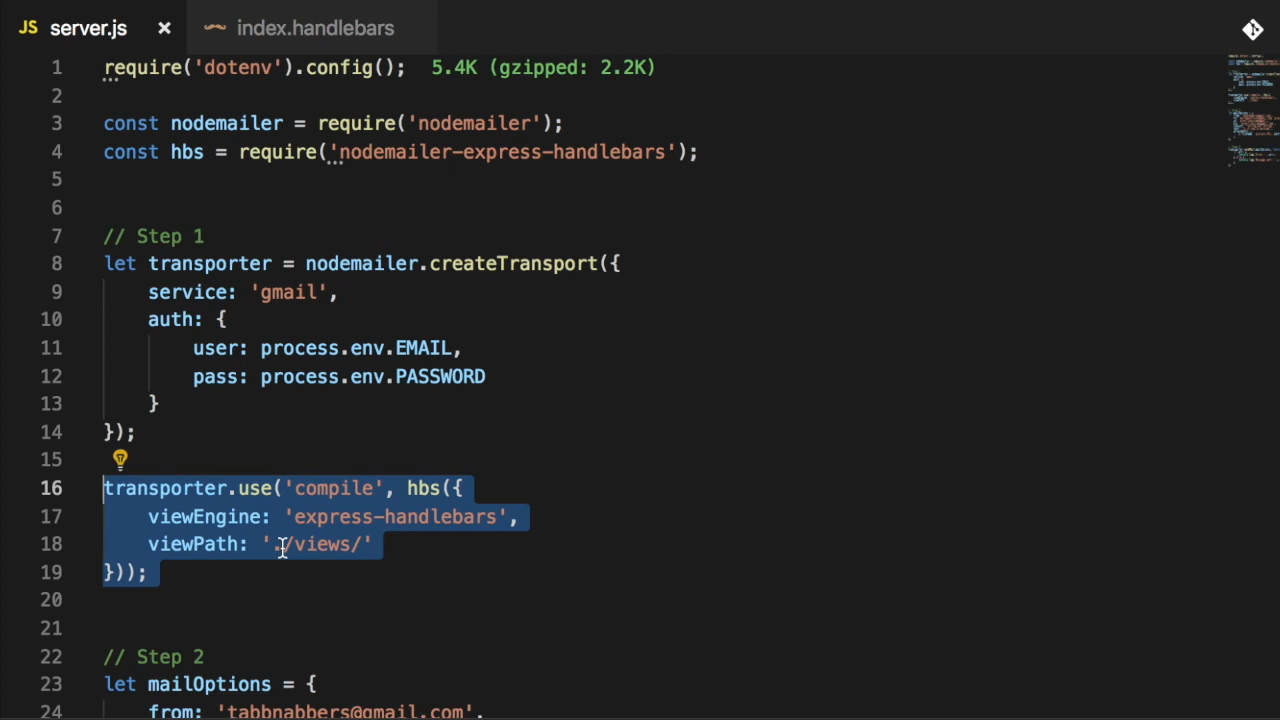 JS server.js × index.handlebars
1 require('dotenv').config(); 5.4K (gzipped: 2.2K)
2
3 const nodemailer = require('nodemailer');
4 const hbs = require('nodemailer-express-handlebars');
5
6
7 // Step 1
8 let transporter = nodemailer.createTransport({
9 service: 'gmail',
10 auth: {
11 user: process.env.EMAIL,
12 pass: process.env.PASSWORD
13 }
14 });
15
16 transporter.use('compile', hbs({
17 viewEngine: 'express-handlebars',
18 viewPath: './views/'
19 }));
20
21
22 // Step 2
23 let mailOptions = {
24 from: 'tabbnabbers@gmail.com',